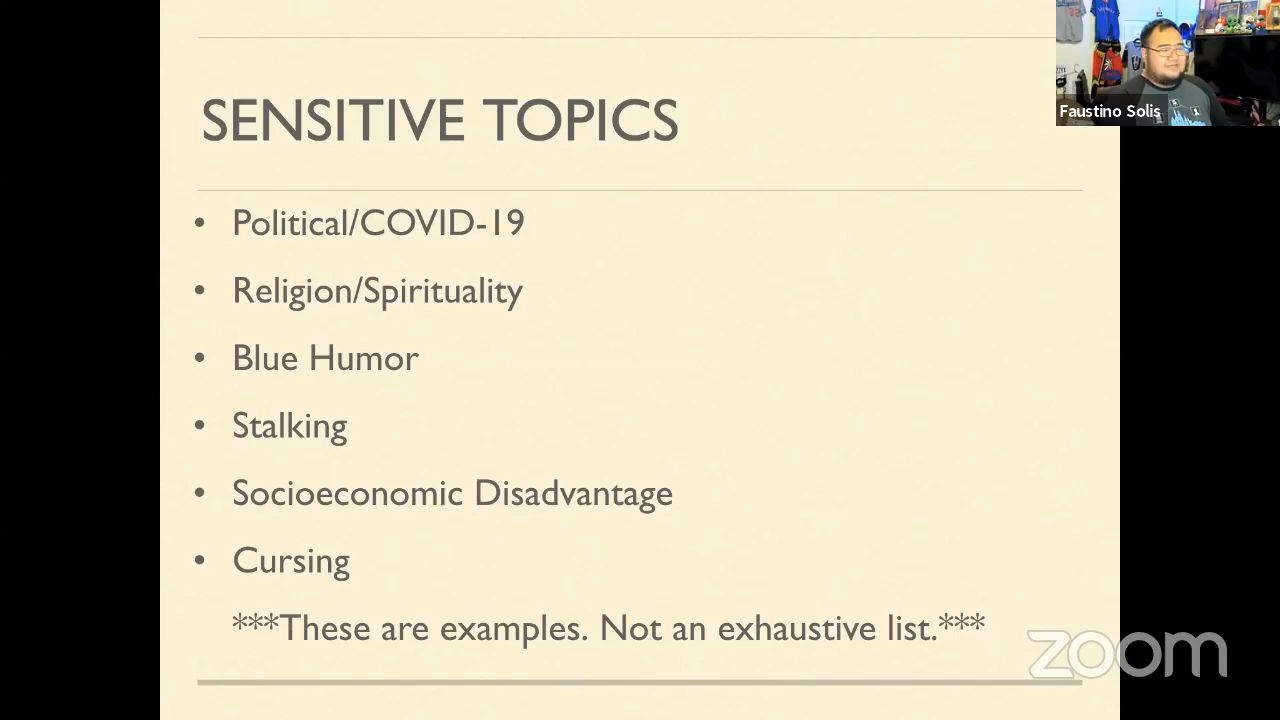 SENSITIVE TOPICS
Faustino Solis
• Political/COVID-19
• Religion/Spirituality
• Blue Humor
• Stalking
• Socioeconomic Disadvantage
• Cursing
***These are examples. Not an exhaustive list.***
zoom